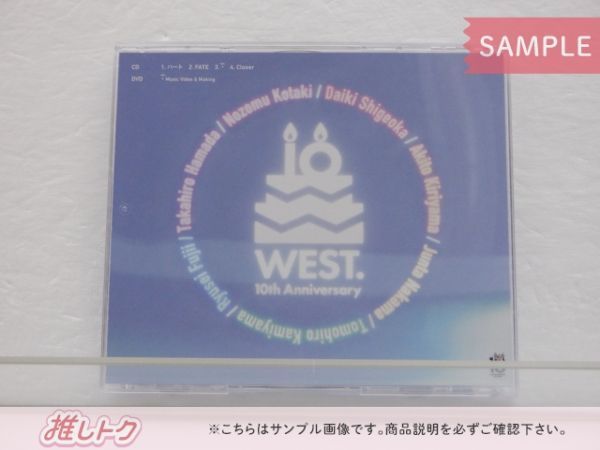 SAMPLE
CD 1. ハート 2. FATE 3. 4. Clover
DVD Music Video & Making
Takahiro Hamada / Nozomu Kotaki / Daiki Shigeoka / Akito Kiriyama / Junta Nakama / Tomohiro Kamiyama / Ryusei Fujii /
10
WEST.
10th Anniversary
推しトク
※こちらはサンプル画像です。商品説明を必ずご確認下さい。